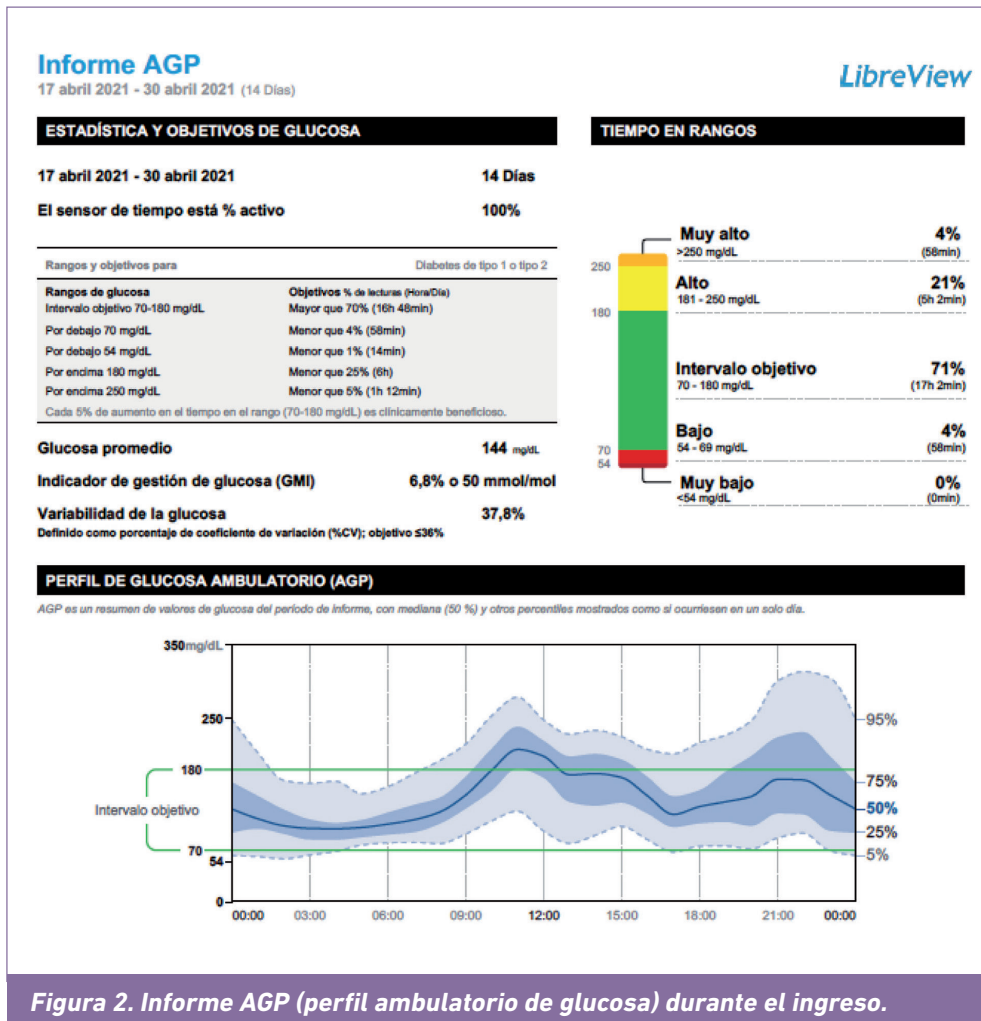 Informe AGP
17 abril 2021 - 30 abril 2021 (14 Días)
LibreView
ESTADÍSTICA Y OBJETIVOS DE GLUCOSA
17 abril 2021 - 30 abril 2021 14 Días
El sensor de tiempo está % activo 100%
Rangos y objetivos para Diabetes de tipo 1 o tipo 2
Rangos de glucosa Objetivos % de lecturas (Hora/Día)
Intervalo objetivo 70-180 mg/dL Mayor que 70% (16h 48min)
Por debajo 70 mg/dL Menor que 4% (58min)
Por debajo 54 mg/dL Menor que 1% (14min)
Por encima 180 mg/dL Menor que 25% (6h)
Por encima 250 mg/dL Menor que 5% (1h 12min)
Cada 5% de aumento en el tiempo en el rango (70-180 mg/dL) es clínicamente beneficioso.
Glucosa promedio 144 mg/dL
Indicador de gestión de glucosa (GMI) 6,8% o 50 mmol/mol
Variabilidad de la glucosa 37,8%
Definido como porcentaje de coeficiente de variación (%CV); objetivo ≤36%
TIEMPO EN RANGOS
Muy alto 4%
>250 mg/dL (58min)
250
Alto 21%
181 - 250 mg/dL (5h 2min)
180
Intervalo objetivo 71%
70 - 180 mg/dL (17h 2min)
Bajo 4%
54 - 69 mg/dL (58min)
70
54
Muy bajo 0%
<54 mg/dL (0min)
PERFIL DE GLUCOSA AMBULATORIO (AGP)
AGP es un resumen de valores de glucosa del período de informe, con mediana (50 %) y otros percentiles mostrados como si ocurriesen en un solo día.
350mg/dL
250
95%
180
75%
Intervalo objetivo
50%
25%
70
5%
54
0
00:00 03:00 06:00 09:00 12:00 15:00 18:00 21:00 00:00
Figura 2. Informe AGP (perfil ambulatorio de glucosa) durante el ingreso.